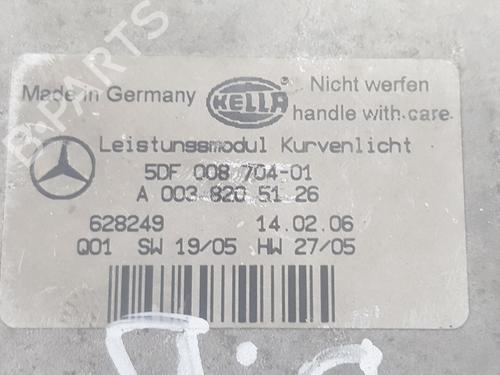 B-PARTS
Made in Germany
HELLA
Nicht werfen
handle with care
Leistungsmodul Kurvenlicht
5DF 008 704-01
A 003 820 51 26
628249 14.02.06
Q01 SW 19/05 HW 27/05